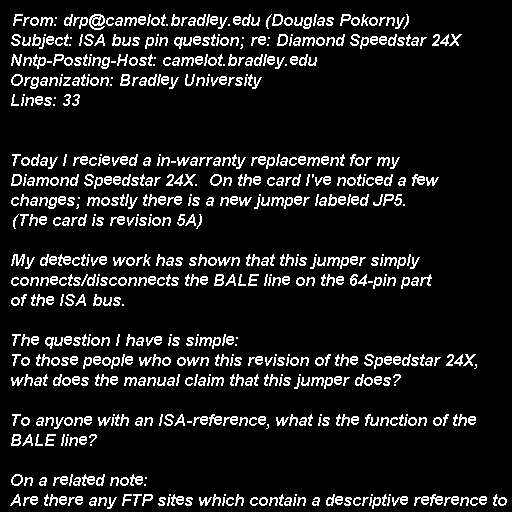 From: drp@camelot.bradley.edu (Douglas Pokorny)
Subject: ISA bus pin question; re: Diamond Speedstar 24X
Nntp-Posting-Host: camelot.bradley.edu
Organization: Bradley University
Lines: 33
Today I recieved a in-warranty replacement for my
Diamond Speedstar 24X.  On the card I've noticed a few
changes; mostly there is a new jumper labeled JP5.
(The card is revision 5A)
My detective work has shown that this jumper simply
connects/disconnects the BALE line on the 64-pin part
of the ISA bus.
The question I have is simple:
To those people who own this revision of the Speedstar 24X,
what does the manual claim that this jumper does?
To anyone with an ISA-reference, what is the function of the
BALE line?
On a related note:
Are there any FTP sites which contain a descriptive reference to